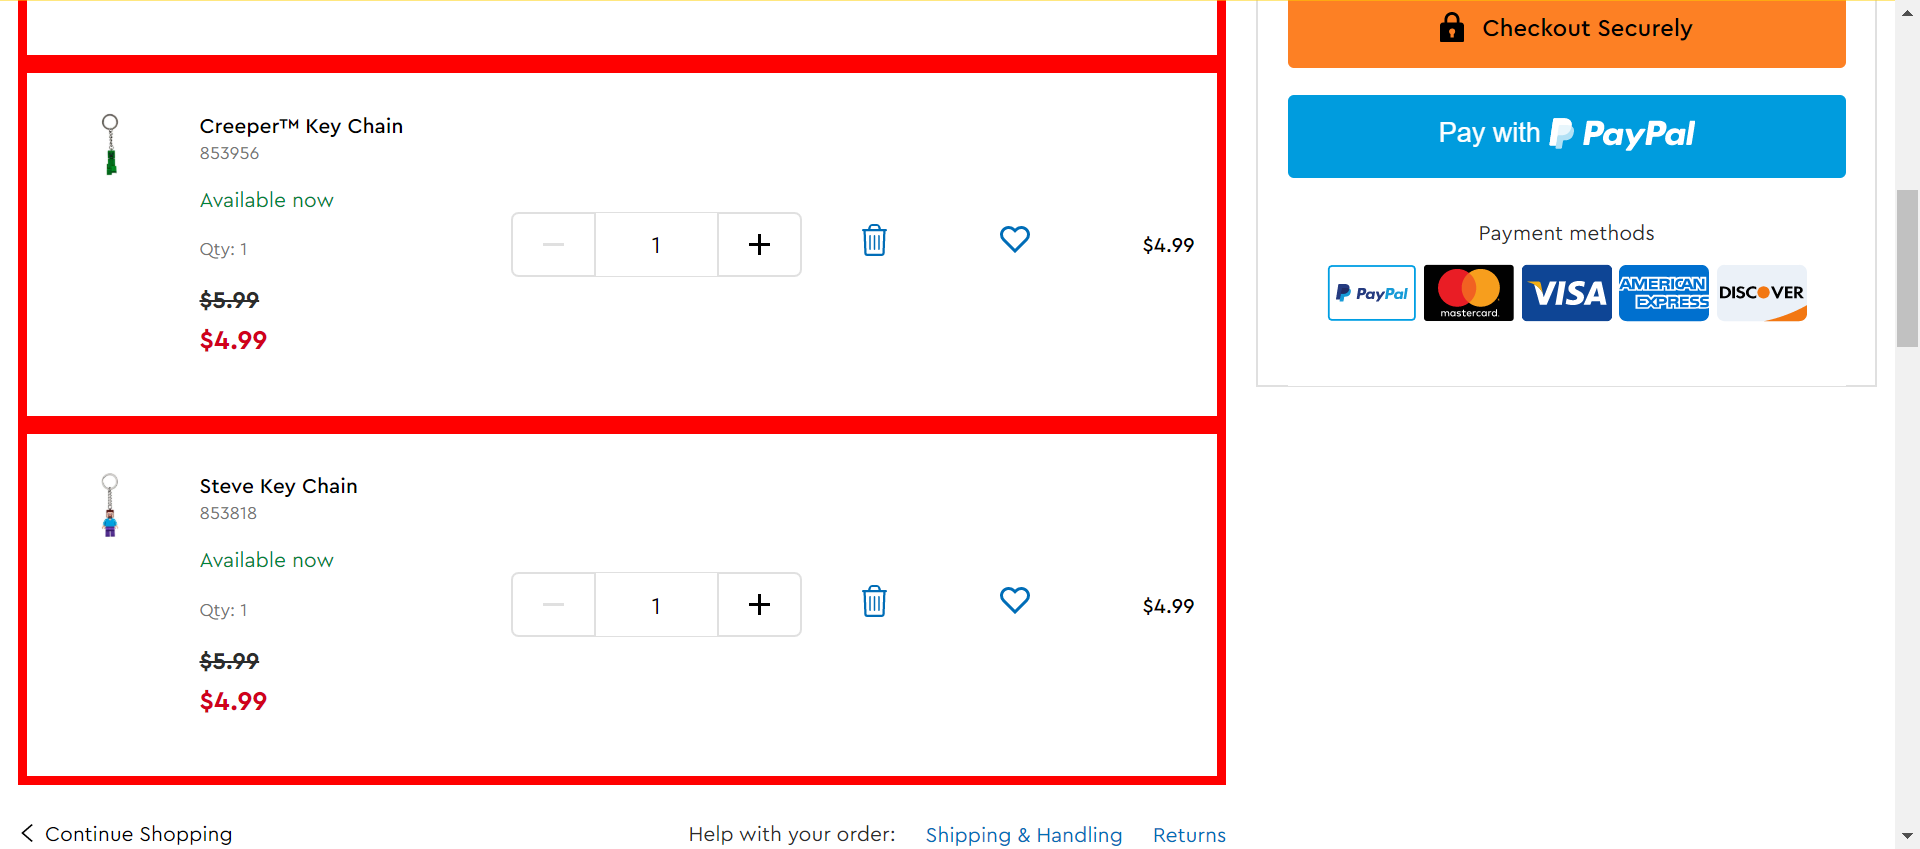 Checkout Securely
Pay with PayPal
Payment methods
PayPal
mastercard.
VISA
AMERICAN
EXPRESS
DISCOVER
Creeper™ Key Chain
853956
Available now
Qty: 1
1
$4.99
$5.99
$4.99
Steve Key Chain
853818
Available now
Qty: 1
1
$4.99
$5.99
$4.99
Continue Shopping
Help with your order: Shipping & Handling Returns